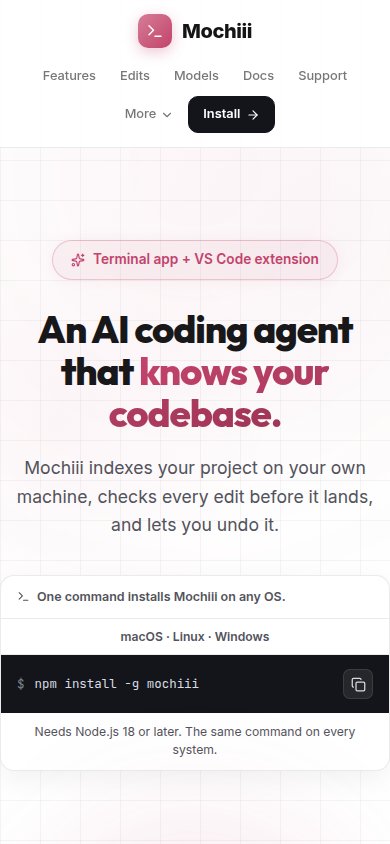 Mochiii
Features Edits Models Docs Support
More Install
Terminal app + VS Code extension
An AI coding agent
that knows your
codebase.
Mochiii indexes your project on your own
machine, checks every edit before it lands,
and lets you undo it.
One command installs Mochiii on any OS.
macOS · Linux · Windows
$ npm install -g mochiii
Needs Node.js 18 or later. The same command on every
system.